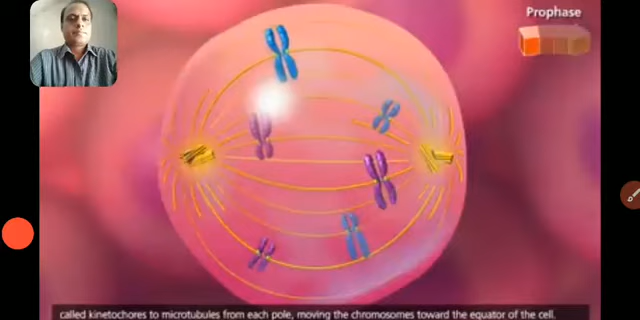 Prophase
called kinetochores to microtubules from each pole, moving the chromosomes toward the equator of the cell.